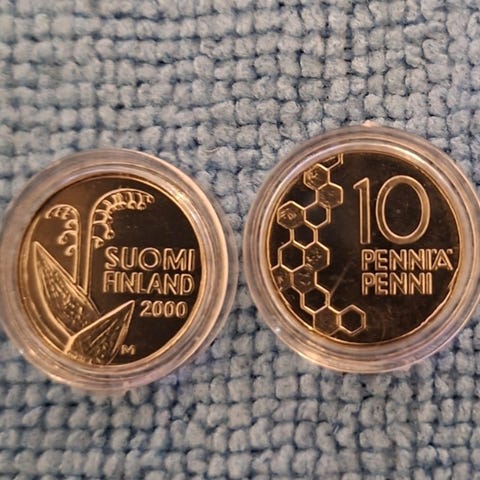 SUOMI
FINLAND
2000
M
10
PENNIÄ
PENNI